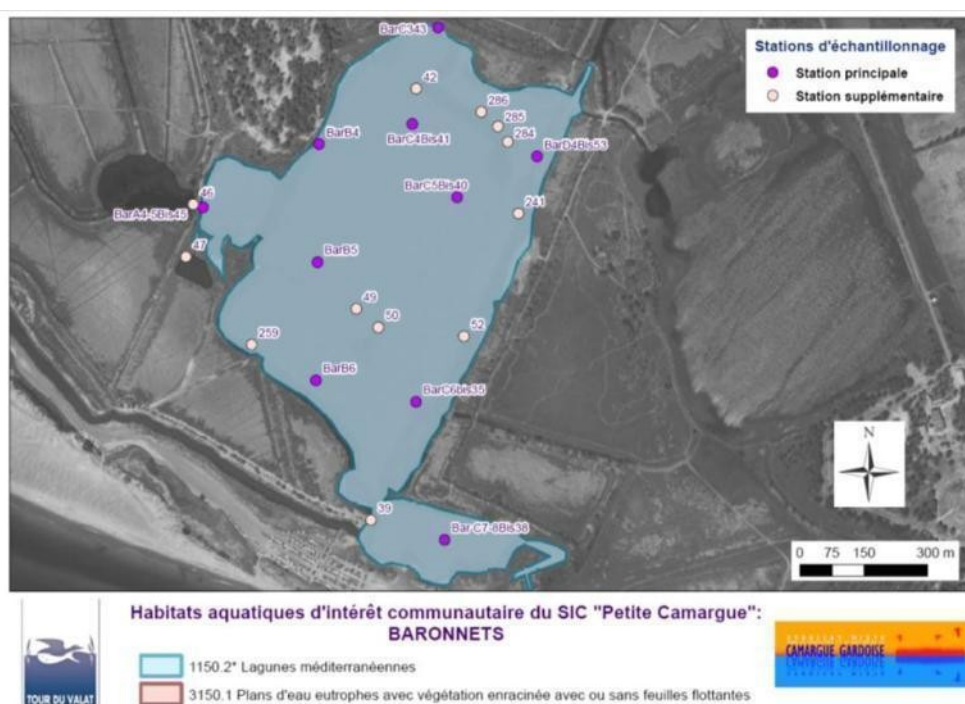 BarC343
Stations d'échantillonnage
Station principale
Station supplémentaire
42
286
285
284
BarC4Bis41
BarB4
BarD4Bis53
BarC5Bis40
46
BarA4-5Bis45
241
47
BarB5
49
50
52
259
BarB6
BarC6bis35
N
39
Bar.C7-8Bis38
0 75 150 300 m
Habitats aquatiques d'intérêt communautaire du SIC "Petite Camargue":
BARONNETS
1150.2* Lagunes méditerranéennes
3150.1 Plans d'eau eutrophes avec végétation enracinée avec ou sans feuilles flottantes
TOUR DU VALAT
CAMARGUE GARDOISE